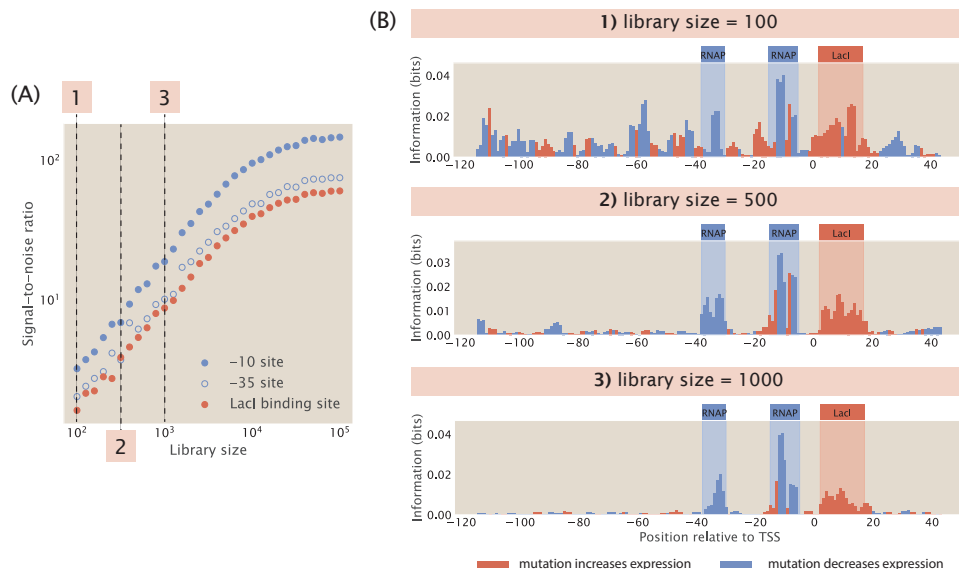 (A)
1
3
Signal-to-noise ratio
10²
10¹
−10 site
−35 site
LacI binding site
10² 10³ 10⁴ 10⁵
2
Library size
(B)
1) library size = 100
RNAP RNAP LacI
Information (bits)
0.04
0.02
0.00
−120 −100 −80 −60 −40 −20 0 20 40
2) library size = 500
RNAP RNAP LacI
Information (bits)
0.03
0.02
0.01
0.00
−120 −100 −80 −60 −40 −20 0 20 40
3) library size = 1000
RNAP RNAP LacI
Information (bits)
0.04
0.02
0.00
−120 −100 −80 −60 −40 −20 0 20 40
Position relative to TSS
mutation increases expression mutation decreases expression